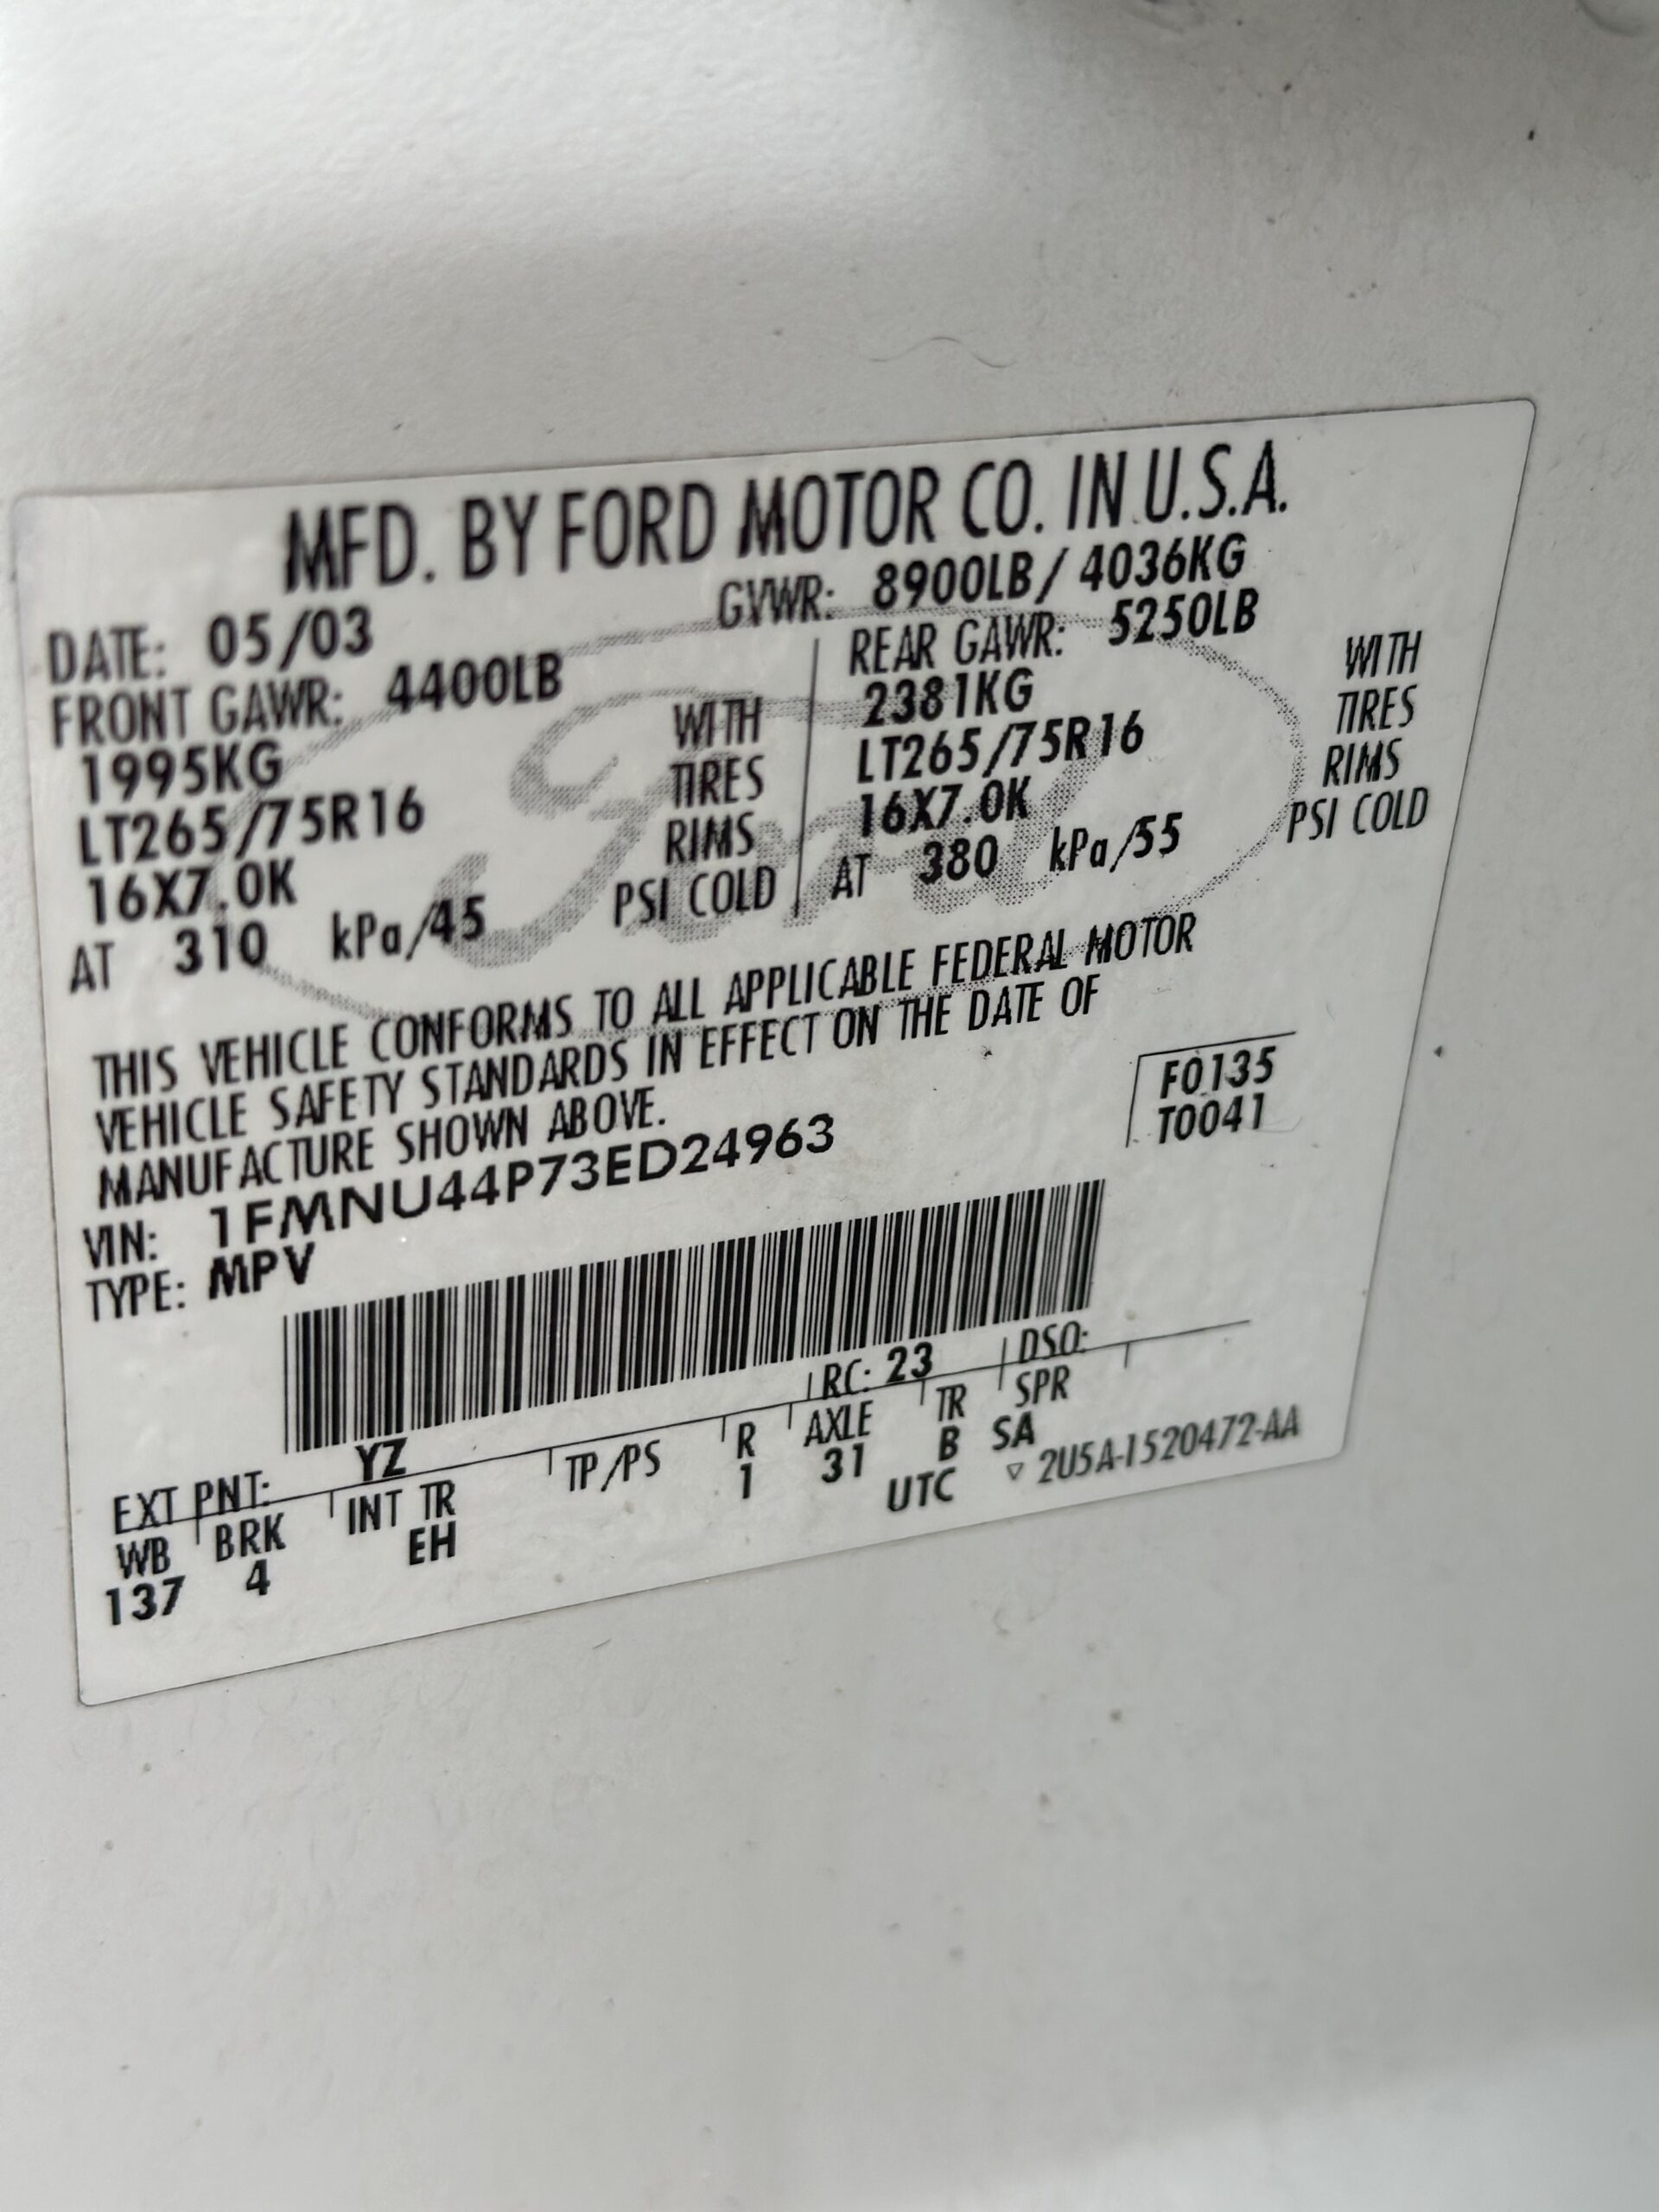 MFD. BY FORD MOTOR CO. IN U.S.A.
DATE: 05/03 GVWR: 8900LB/ 4036KG
FRONT GAWR: 4400LB REAR GAWR: 5250LB
1995KG WITH 2381KG WITH
LT265/75R16 TIRES LT265/75R16 TIRES
16X7.0K RIMS 16X7.0K RIMS
AT 310 kPa/45 PSI COLD AT 380 kPa/55 PSI COLD
THIS VEHICLE CONFORMS TO ALL APPLICABLE FEDERAL MOTOR
VEHICLE SAFETY STANDARDS IN EFFECT ON THE DATE OF
MANUFACTURE SHOWN ABOVE.
F0135
T0041
VIN: 1FMNU44P73ED24963
TYPE: MPV
EXT PNT: YZ RC: 23 DSO:
WB BRK INT TR TP/PS R AXLE TR SPR
137 4 EH 1 31 B SA
UTC ▽ 2U5A-1520472-AA
Ford